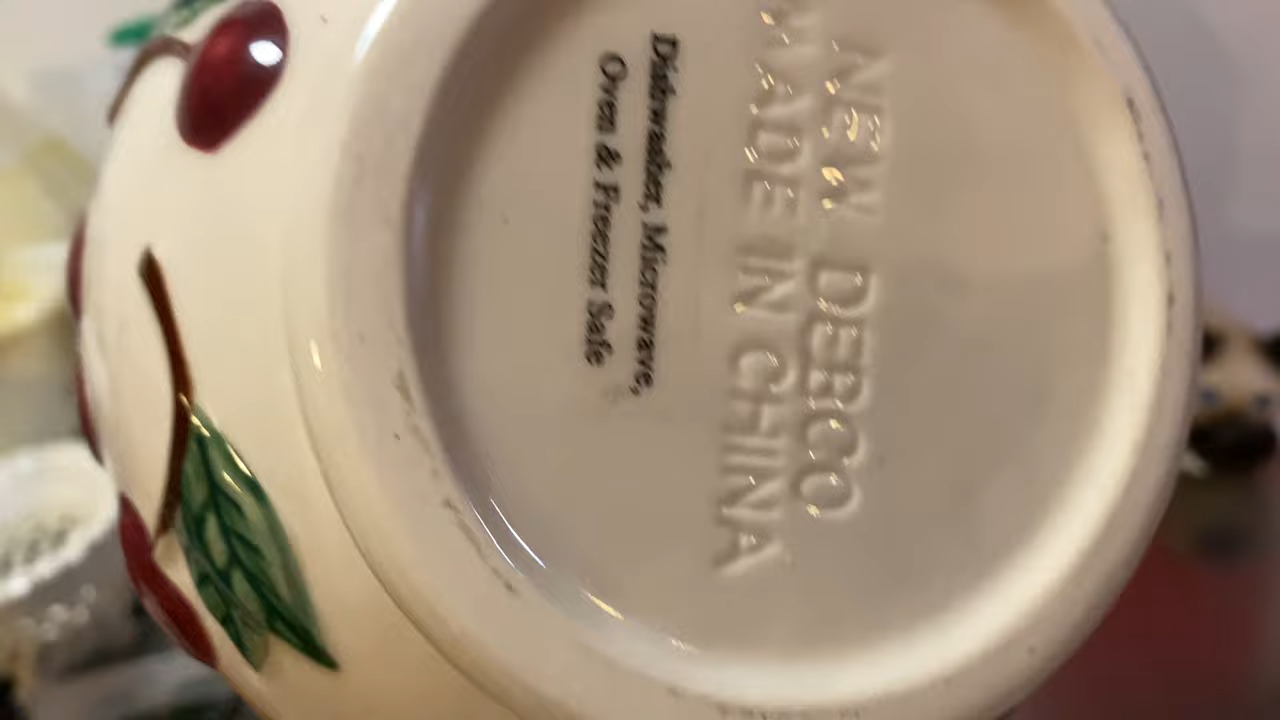 NEW DEBCO
MADE IN CHINA
Dishwasher, Microwave,
Oven & Freezer Safe